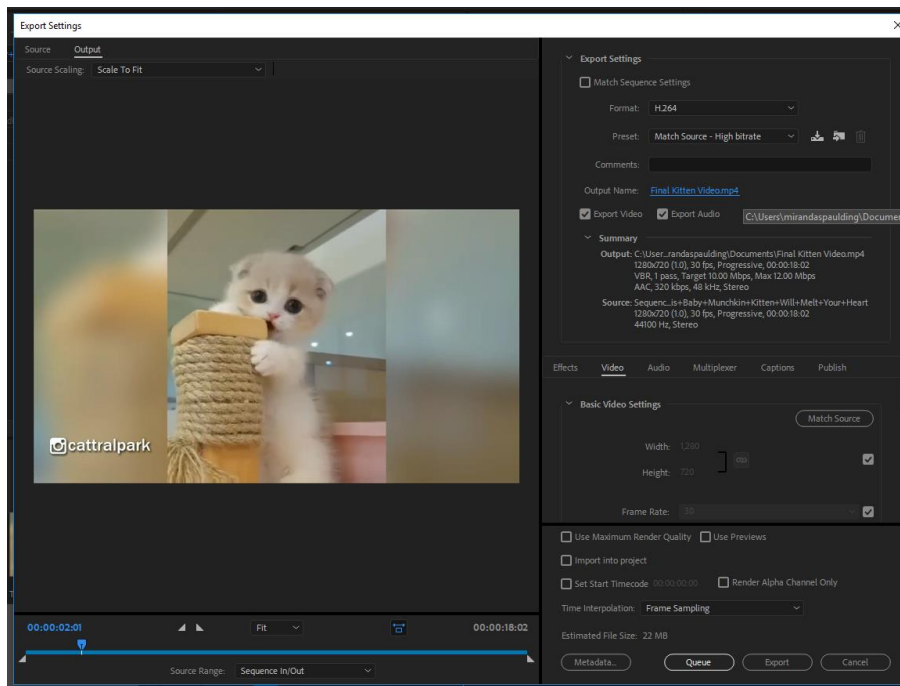 Export Settings
Source Output
Source Scaling: Scale To Fit
cattralpark
00:00:02:01 Fit 00:00:18:02
Source Range: Sequence In/Out
Export Settings
Match Sequence Settings
Format: H.264
Preset: Match Source - High bitrate
Comments:
Output Name: Final Kitten Video.mp4
Export Video Export Audio
C:\Users\mirandaspaulding\Docume
Summary
Output: C:\User...randaspaulding\Documents\Final Kitten Video.mp4
1280x720 (1.0), 30 fps, Progressive, 00:00:18:02
VBR, 1 pass, Target 10.00 Mbps, Max 12.00 Mbps
AAC, 320 kbps, 48 kHz, Stereo
Source: Sequenc...is+Baby+Munchkin+Kitten+Will+Melt+Your+Heart
1280x720 (1.0), 30 fps, Progressive, 00:00:18:02
44100 Hz, Stereo
Effects Video Audio Multiplexer Captions Publish
Basic Video Settings
Match Source
Width: 1,280
Height: 720
Frame Rate: 30
Use Maximum Render Quality Use Previews
Import into project
Set Start Timecode 00:00:00:00 Render Alpha Channel Only
Time Interpolation: Frame Sampling
Estimated File Size: 22 MB
Metadata... Queue Export Cancel